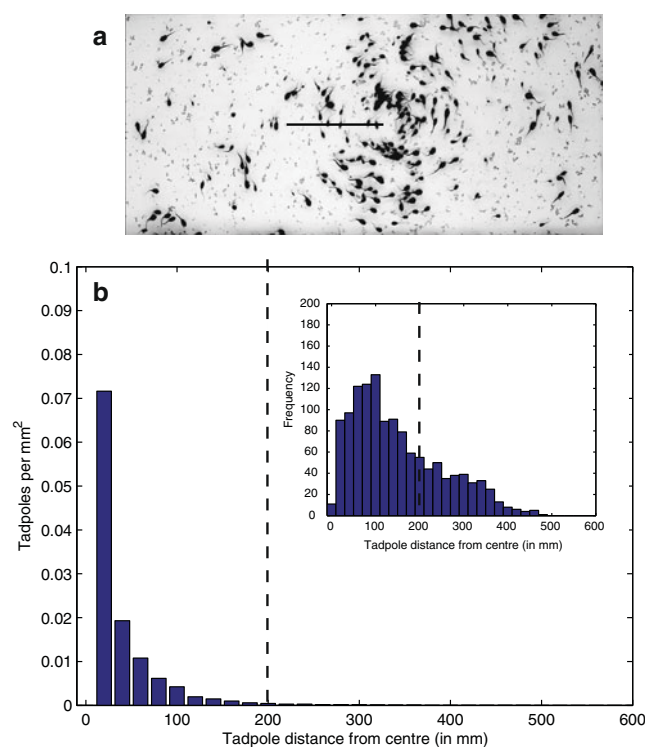 a
b
0.1
0.09
0.08
0.07
0.06
0.05
0.04
0.03
0.02
0.01
0
Tadpoles per mm²
0 100 200 300 400 500 600
Tadpole distance from centre (in mm)
200
180
160
140
120
100
80
60
40
20
0
Frequency
0 100 200 300 400 500 600
Tadpole distance from centre (in mm)